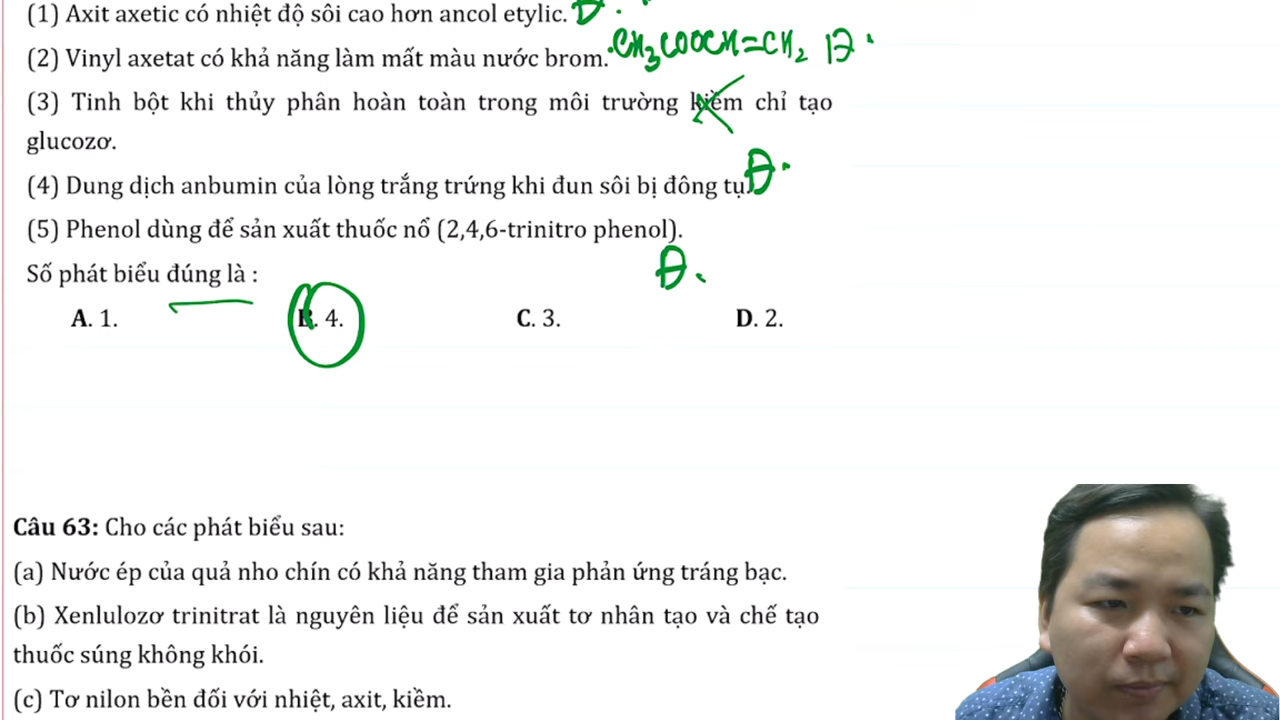 (1) Axit axetic có nhiệt độ sôi cao hơn ancol etylic. Đ.
(2) Vinyl axetat có khả năng làm mất màu nước brom. CH3COOCH=CH2 Đ.
(3) Tinh bột khi thủy phân hoàn toàn trong môi trường kiềm chỉ tạo
glucozơ.
(4) Dung dịch anbumin của lòng trắng trứng khi đun sôi bị đông tụ. Đ.
(5) Phenol dùng để sản xuất thuốc nổ (2,4,6-trinitro phenol).
Đ.
Số phát biểu đúng là :
A. 1. B. 4. C. 3. D. 2.
Câu 63: Cho các phát biểu sau:
(a) Nước ép của quả nho chín có khả năng tham gia phản ứng tráng bạc.
(b) Xenlulozơ trinitrat là nguyên liệu để sản xuất tơ nhân tạo và chế tạo
thuốc súng không khói.
(c) Tơ nilon bền đối với nhiệt, axit, kiềm.